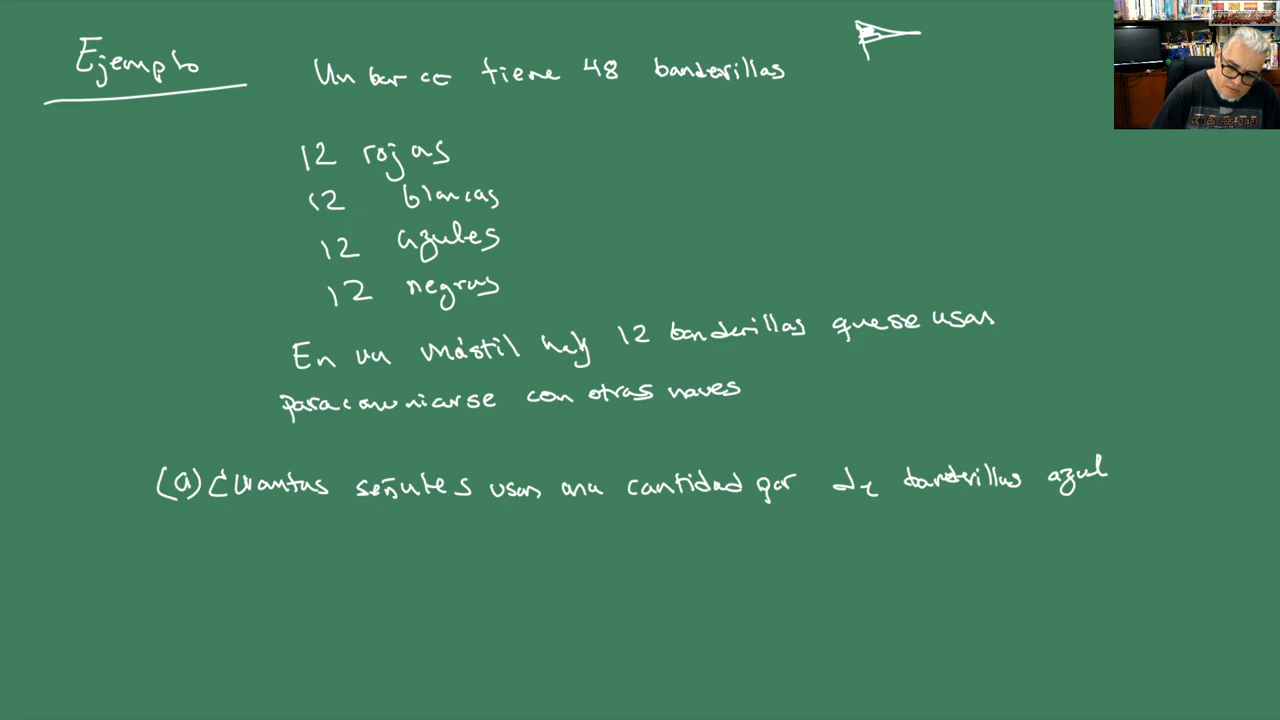 Ejemplo
Un barco tiene 48 banderillas
12 rojas
12 blancas
12 azules
12 negras
En un mástil hay 12 banderillas que se usan
para comunicarse con otras naves
(a) ¿Cuantas señales usan una cantidad par de banderillas azul